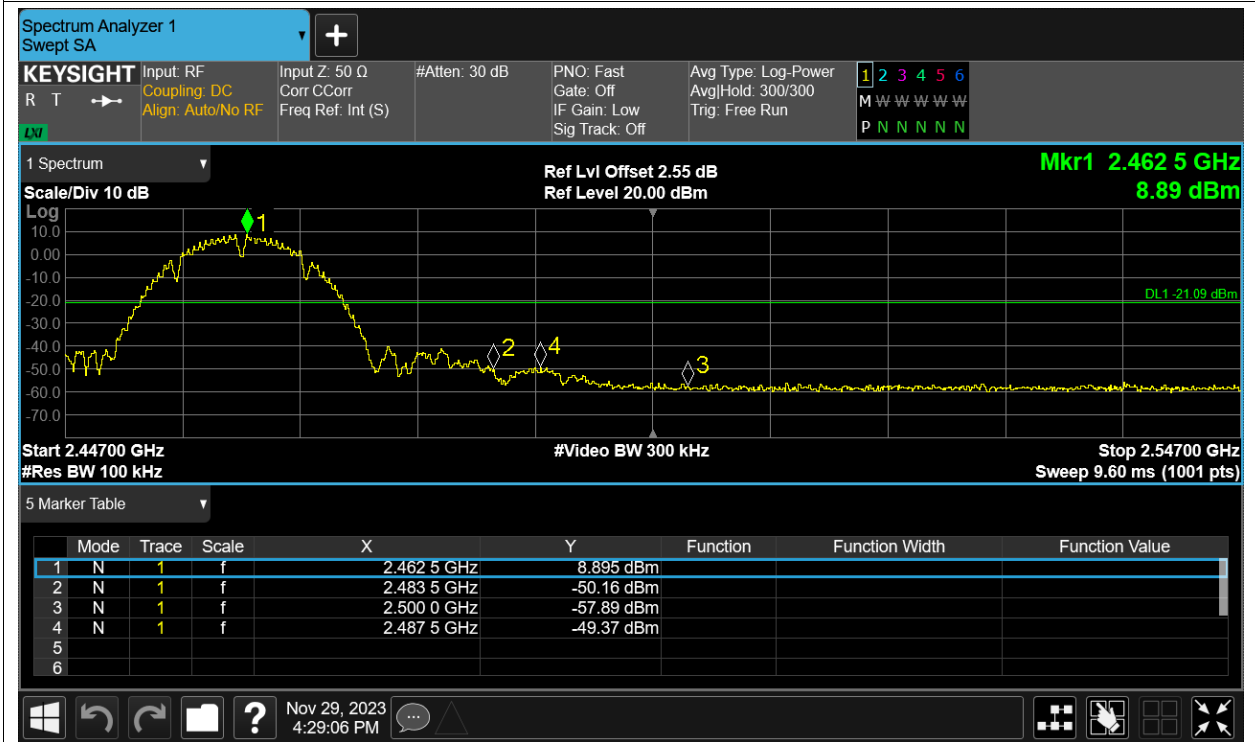 Spectrum Analyzer 1
Swept SA
+
KEYSIGHT
R T
LXI
Input: RF
Coupling: DC
Align: Auto/No RF
Input Z: 50 Ω
Corr CCorr
Freq Ref: Int (S)
#Atten: 30 dB
PNO: Fast
Gate: Off
IF Gain: Low
Sig Track: Off
Avg Type: Log-Power
Avg|Hold: 300/300
Trig: Free Run
1 2 3 4 5 6
M W W W W W
P N N N N N
1 Spectrum
Scale/Div 10 dB
Ref Lvl Offset 2.55 dB
Ref Level 20.00 dBm
Mkr1 2.462 5 GHz
8.89 dBm
Log
10.0
0.00
-10.0
-20.0
-30.0
-40.0
-50.0
-60.0
-70.0
1
2
4
3
DL1 -21.09 dBm
Start 2.44700 GHz
#Video BW 300 kHz
Stop 2.54700 GHz
#Res BW 100 kHz
Sweep 9.60 ms (1001 pts)
5 Marker Table
Mode Trace Scale X Y Function Function Width Function Value
1 N 1 f 2.462 5 GHz 8.895 dBm
2 N 1 f 2.483 5 GHz -50.16 dBm
3 N 1 f 2.500 0 GHz -57.89 dBm
4 N 1 f 2.487 5 GHz -49.37 dBm
5
6
?
Nov 29, 2023
4:29:06 PM